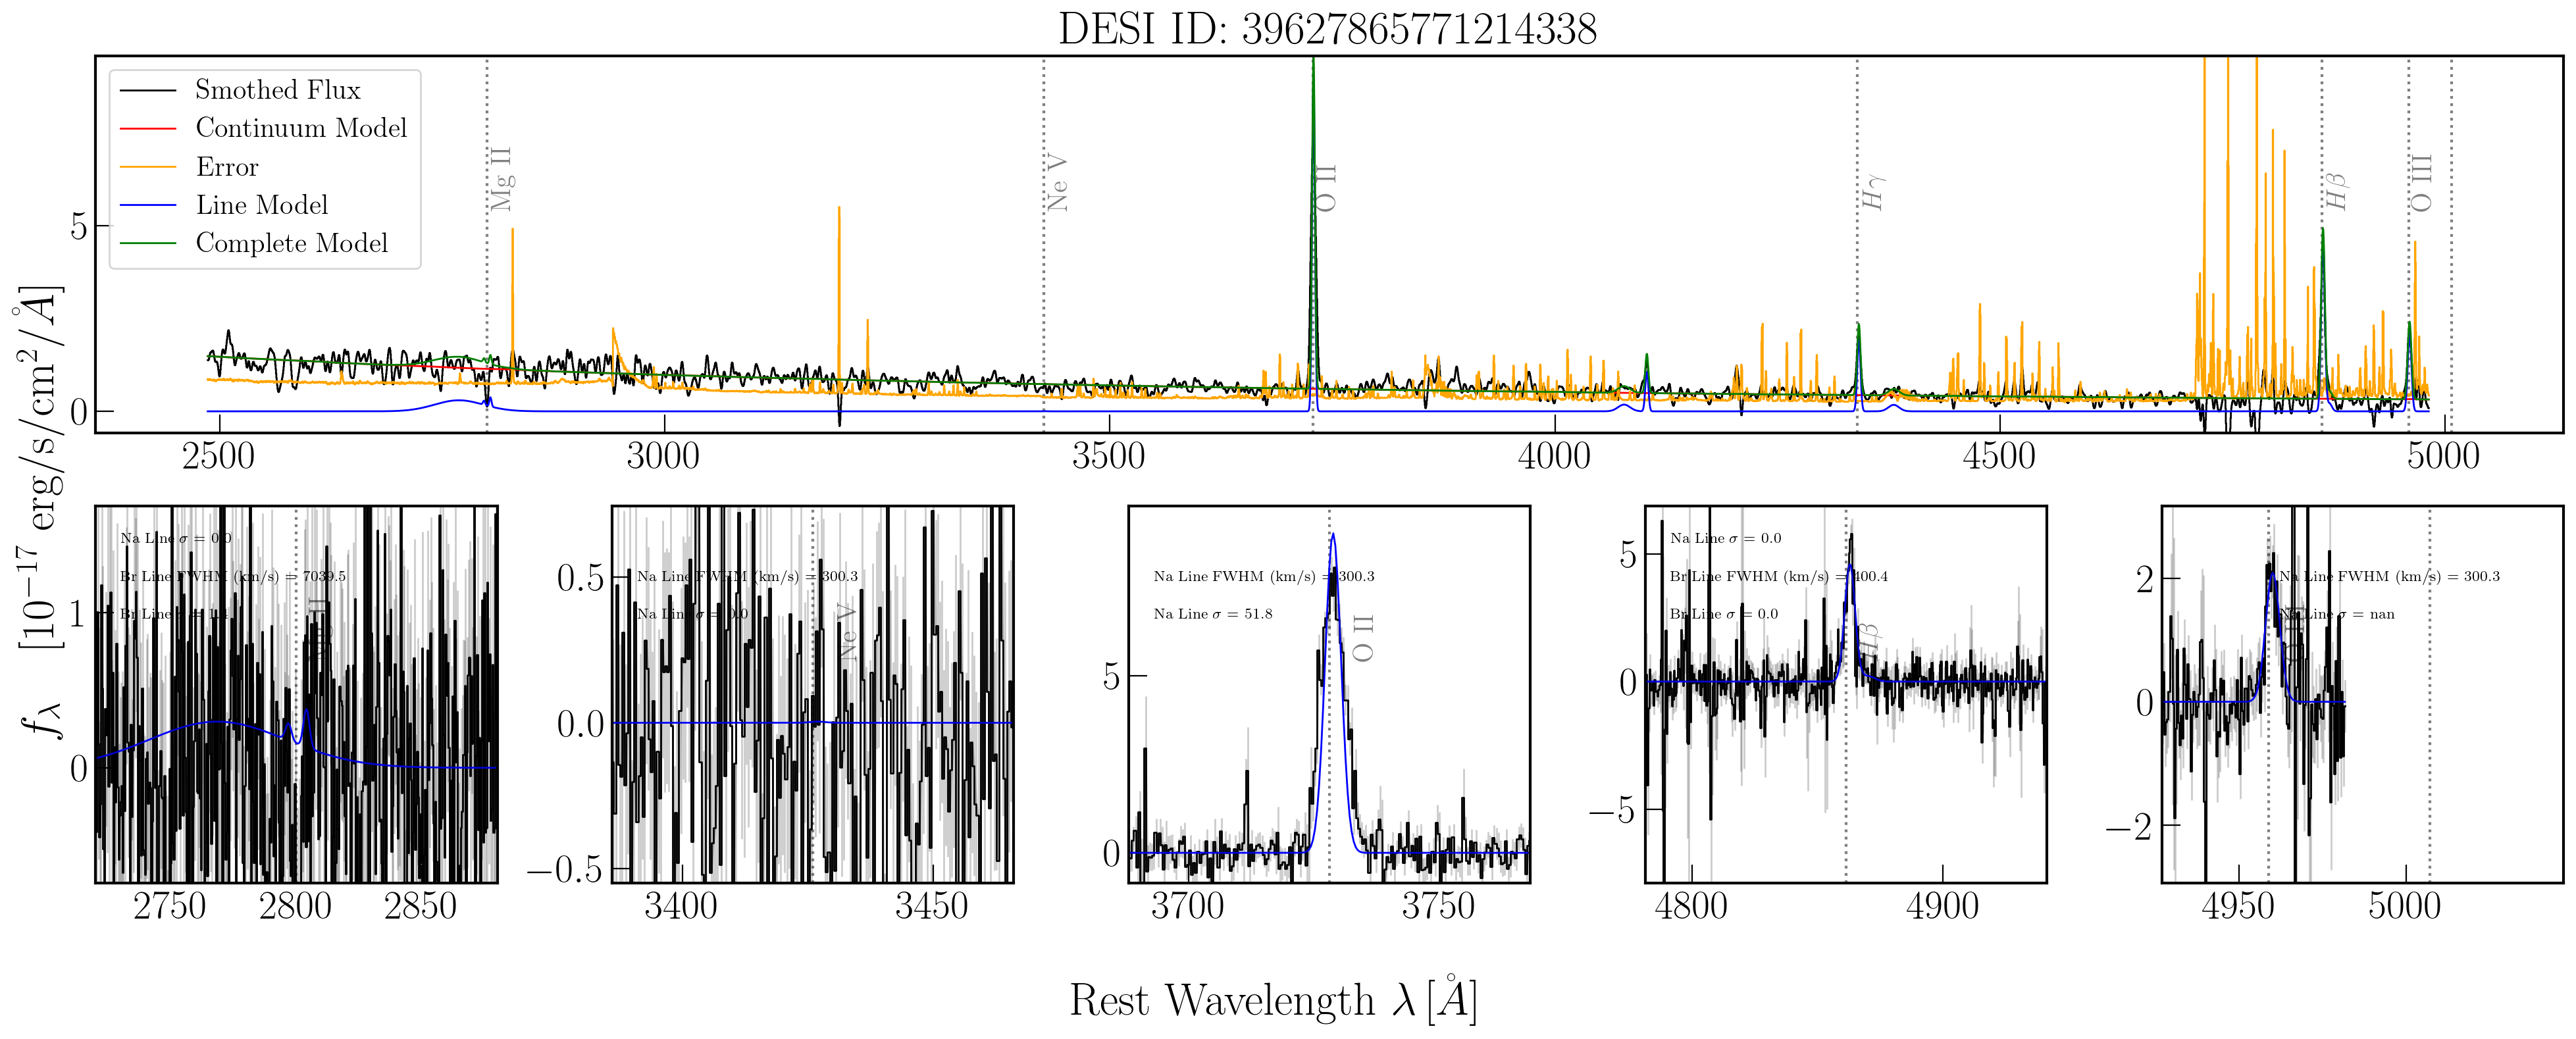 DESI ID: 39627865771214338
Smothed Flux
Continuum Model
Error
Line Model
Complete Model
Mg II
Ne V
O II
Hγ
Hβ
O III
5
0
2500
3000
3500
4000
4500
5000
fλ [10−17 erg/s/cm2/Å]
Na Line σ = 0.0
Br Line FWHM (km/s) = 7039.5
Mg II
1
0
2750
2800
2850
Na Line FWHM (km/s) = 300.3
Na Line σ = 0.0
Ne V
0.5
0.0
−0.5
3400
3450
Na Line FWHM (km/s) = 300.3
Na Line σ = 51.8
O II
5
0
3700
3750
Na Line σ = 0.0
Br Line FWHM (km/s) = 400.4
Br Line σ = 0.0
Hβ
5
0
−5
4800
4900
Na Line FWHM (km/s) = 300.3
Na Line σ = nan
O III
2
0
−2
4950
5000
Rest Wavelength λ [Å]